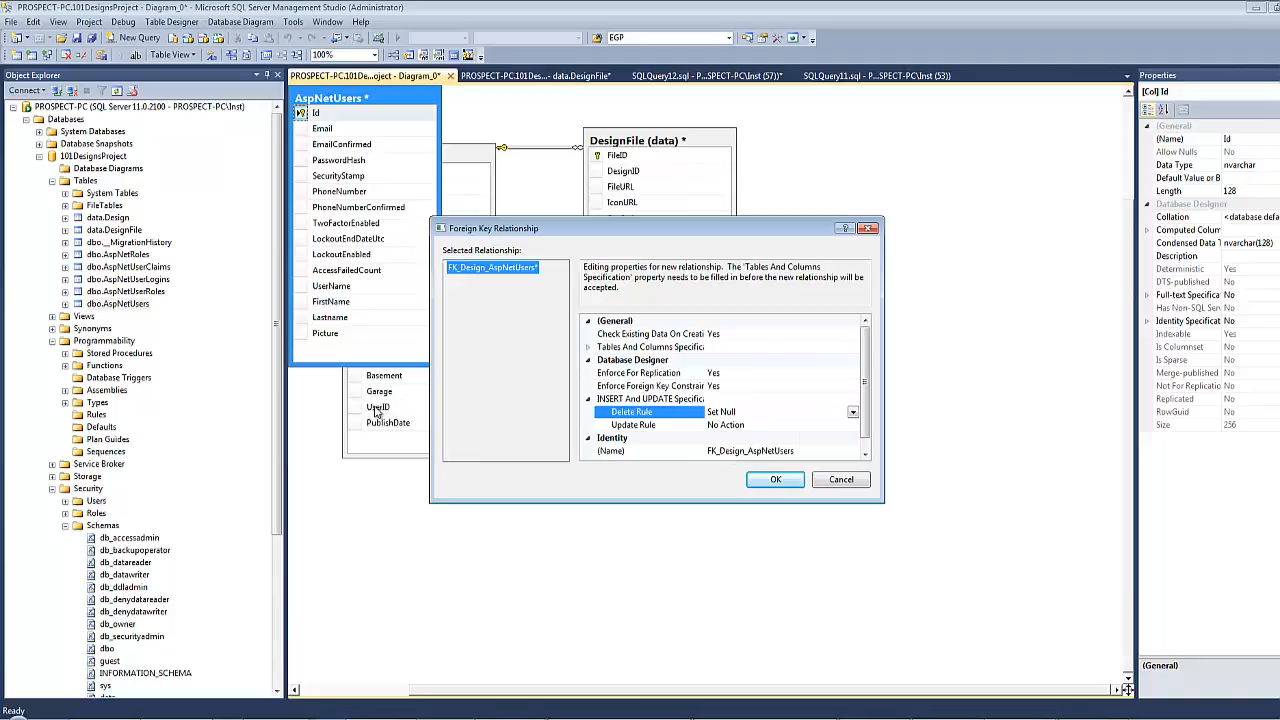 PROSPECT-PC.101DesignsProject - Diagram_0* - Microsoft SQL Server Management Studio (Administrator)
File Edit View Project Debug Table Designer Database Diagram Tools Window Help
New Query EGP
Table View 100%
Object Explorer
Connect
PROSPECT-PC (SQL Server 11.0.2100 - PROSPECT-PC\Inst)
Databases
System Databases
Database Snapshots
101DesignsProject
Database Diagrams
Tables
System Tables
FileTables
data.Design
data.DesignFile
dbo.__MigrationHistory
dbo.AspNetRoles
dbo.AspNetUserClaims
dbo.AspNetUserLogins
dbo.AspNetUserRoles
dbo.AspNetUsers
Views
Synonyms
Programmability
Stored Procedures
Functions
Database Triggers
Assemblies
Types
Rules
Defaults
Plan Guides
Sequences
Service Broker
Storage
Security
Users
Roles
Schemas
db_accessadmin
db_backupoperator
db_datareader
db_datawriter
db_ddladmin
db_denydatareader
db_denydatawriter
db_owner
db_securityadmin
dbo
guest
INFORMATION_SCHEMA
sys
PROSPECT-PC.101De...oject - Diagram_0* PROSPECT-PC.101Des... - data.DesignFile* SQLQuery12.sql - P...SPECT-PC\Inst (57))* SQLQuery11.sql - P...SPECT-PC\Inst (53))
AspNetUsers *
Id
Email
EmailConfirmed
PasswordHash
SecurityStamp
PhoneNumber
PhoneNumberConfirmed
TwoFactorEnabled
LockoutEndDateUtc
LockoutEnabled
AccessFailedCount
UserName
FirstName
Lastname
Picture
Basement
Garage
UserID
PublishDate
DesignFile (data) *
FileID
DesignID
FileURL
IconURL
Foreign Key Relationship
Selected Relationship:
FK_Design_AspNetUsers*
Editing properties for new relationship. The 'Tables And Columns
Specification' property needs to be filled in before the new relationship will be
accepted.
(General)
Check Existing Data On Creati Yes
Tables And Columns Specifica
Database Designer
Enforce For Replication Yes
Enforce Foreign Key Constrair Yes
INSERT And UPDATE Specific
Delete Rule Set Null
Update Rule No Action
Identity
(Name) FK_Design_AspNetUsers
OK Cancel
Properties
[Col] Id
(General)
(Name) Id
Allow Nulls No
Data Type nvarchar
Default Value or B
Length 128
Database Designer
Collation <database defa
Computed Column
Condensed Data T nvarchar(128)
Description
Deterministic Yes
DTS-published No
Full-text Specificat No
Has Non-SQL Serv No
Identity Specificati No
Indexable Yes
Is Columnset No
Is Sparse No
Merge-published No
Not For Replicatio No
Replicated No
RowGuid No
Size 256
(General)
Ready